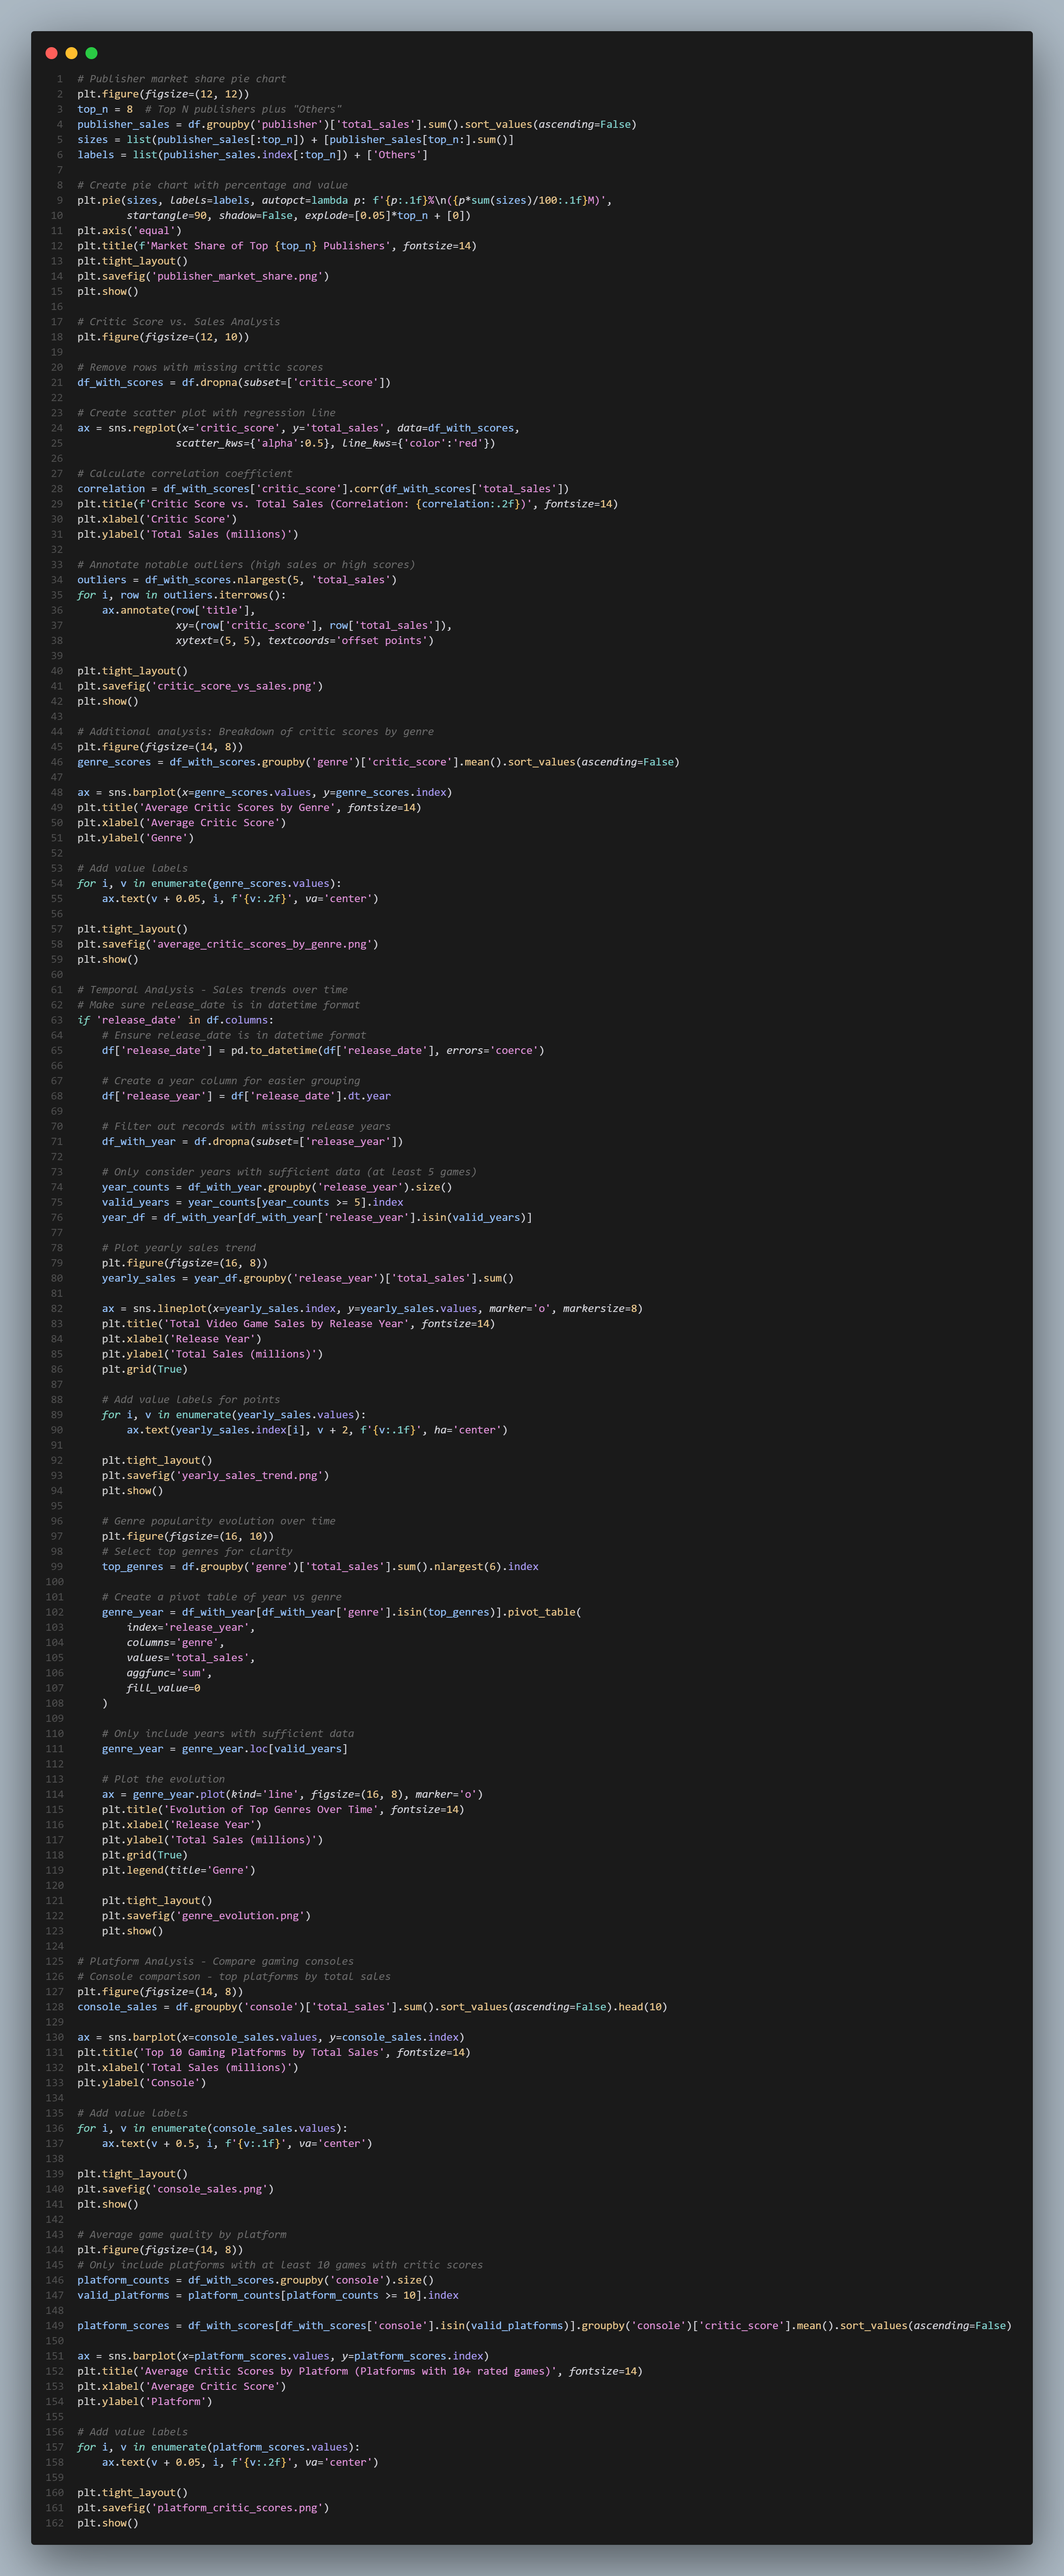 1 # Publisher market share pie chart
2 plt.figure(figsize=(12, 12))
3 top_n = 8  # Top N publishers plus "Others"
4 publisher_sales = df.groupby('publisher')['total_sales'].sum().sort_values(ascending=False)
5 sizes = list(publisher_sales[:top_n]) + [publisher_sales[top_n:].sum()]
6 labels = list(publisher_sales.index[:top_n]) + ['Others']
7
8 # Create pie chart with percentage and value
9 plt.pie(sizes, labels=labels, autopct=lambda p: f'{p:.1f}%\n({p*sum(sizes)/100:.1f}M)',
10         startangle=90, shadow=False, explode=[0.05]*top_n + [0])
11 plt.axis('equal')
12 plt.title(f'Market Share of Top {top_n} Publishers', fontsize=14)
13 plt.tight_layout()
14 plt.savefig('publisher_market_share.png')
15 plt.show()
16
17 # Critic Score vs. Sales Analysis
18 plt.figure(figsize=(12, 10))
19
20 # Remove rows with missing critic scores
21 df_with_scores = df.dropna(subset=['critic_score'])
22
23 # Create scatter plot with regression line
24 ax = sns.regplot(x='critic_score', y='total_sales', data=df_with_scores,
25                 scatter_kws={'alpha':0.5}, line_kws={'color':'red'})
26
27 # Calculate correlation coefficient
28 correlation = df_with_scores['critic_score'].corr(df_with_scores['total_sales'])
29 plt.title(f'Critic Score vs. Total Sales (Correlation: {correlation:.2f})', fontsize=14)
30 plt.xlabel('Critic Score')
31 plt.ylabel('Total Sales (millions)')
32
33 # Annotate notable outliers (high sales or high scores)
34 outliers = df_with_scores.nlargest(5, 'total_sales')
35 for i, row in outliers.iterrows():
36     ax.annotate(row['title'],
37                 xy=(row['critic_score'], row['total_sales']),
38                 xytext=(5, 5), textcoords='offset points')
39
40 plt.tight_layout()
41 plt.savefig('critic_score_vs_sales.png')
42 plt.show()
43
44 # Additional analysis: Breakdown of critic scores by genre
45 plt.figure(figsize=(14, 8))
46 genre_scores = df_with_scores.groupby('genre')['critic_score'].mean().sort_values(ascending=False)
47
48 ax = sns.barplot(x=genre_scores.values, y=genre_scores.index)
49 plt.title('Average Critic Scores by Genre', fontsize=14)
50 plt.xlabel('Average Critic Score')
51 plt.ylabel('Genre')
52
53 # Add value labels
54 for i, v in enumerate(genre_scores.values):
55     ax.text(v + 0.05, i, f'{v:.2f}', va='center')
56
57 plt.tight_layout()
58 plt.savefig('average_critic_scores_by_genre.png')
59 plt.show()
60
61 # Temporal Analysis - Sales trends over time
62 # Make sure release_date is in datetime format
63 if 'release_date' in df.columns:
64     # Ensure release_date is in datetime format
65     df['release_date'] = pd.to_datetime(df['release_date'], errors='coerce')
66
67     # Create a year column for easier grouping
68     df['release_year'] = df['release_date'].dt.year
69
70     # Filter out records with missing release years
71     df_with_year = df.dropna(subset=['release_year'])
72
73     # Only consider years with sufficient data (at least 5 games)
74     year_counts = df_with_year.groupby('release_year').size()
75     valid_years = year_counts[year_counts >= 5].index
76     year_df = df_with_year[df_with_year['release_year'].isin(valid_years)]
77
78     # Plot yearly sales trend
79     plt.figure(figsize=(16, 8))
80     yearly_sales = year_df.groupby('release_year')['total_sales'].sum()
81
82     ax = sns.lineplot(x=yearly_sales.index, y=yearly_sales.values, marker='o', markersize=8)
83     plt.title('Total Video Game Sales by Release Year', fontsize=14)
84     plt.xlabel('Release Year')
85     plt.ylabel('Total Sales (millions)')
86     plt.grid(True)
87
88     # Add value labels for points
89     for i, v in enumerate(yearly_sales.values):
90         ax.text(yearly_sales.index[i], v + 2, f'{v:.1f}', ha='center')
91
92     plt.tight_layout()
93     plt.savefig('yearly_sales_trend.png')
94     plt.show()
95
96     # Genre popularity evolution over time
97     plt.figure(figsize=(16, 10))
98     # Select top genres for clarity
99     top_genres = df.groupby('genre')['total_sales'].sum().nlargest(6).index
100
101     # Create a pivot table of year vs genre
102     genre_year = df_with_year[df_with_year['genre'].isin(top_genres)].pivot_table(
103         index='release_year',
104         columns='genre',
105         values='total_sales',
106         aggfunc='sum',
107         fill_value=0
108     )
109
110     # Only include years with sufficient data
111     genre_year = genre_year.loc[valid_years]
112
113     # Plot the evolution
114     ax = genre_year.plot(kind='line', figsize=(16, 8), marker='o')
115     plt.title('Evolution of Top Genres Over Time', fontsize=14)
116     plt.xlabel('Release Year')
117     plt.ylabel('Total Sales (millions)')
118     plt.grid(True)
119     plt.legend(title='Genre')
120
121     plt.tight_layout()
122     plt.savefig('genre_evolution.png')
123     plt.show()
124
125 # Platform Analysis - Compare gaming consoles
126 # Console comparison - top platforms by total sales
127 plt.figure(figsize=(14, 8))
128 console_sales = df.groupby('console')['total_sales'].sum().sort_values(ascending=False).head(10)
129
130 ax = sns.barplot(x=console_sales.values, y=console_sales.index)
131 plt.title('Top 10 Gaming Platforms by Total Sales', fontsize=14)
132 plt.xlabel('Total Sales (millions)')
133 plt.ylabel('Console')
134
135 # Add value labels
136 for i, v in enumerate(console_sales.values):
137     ax.text(v + 0.5, i, f'{v:.1f}', va='center')
138
139 plt.tight_layout()
140 plt.savefig('console_sales.png')
141 plt.show()
142
143 # Average game quality by platform
144 plt.figure(figsize=(14, 8))
145 # Only include platforms with at least 10 games with critic scores
146 platform_counts = df_with_scores.groupby('console').size()
147 valid_platforms = platform_counts[platform_counts >= 10].index
148
149 platform_scores = df_with_scores[df_with_scores['console'].isin(valid_platforms)].groupby('console')['critic_score'].mean().sort_values(ascending=False)
150
151 ax = sns.barplot(x=platform_scores.values, y=platform_scores.index)
152 plt.title('Average Critic Scores by Platform (Platforms with 10+ rated games)', fontsize=14)
153 plt.xlabel('Average Critic Score')
154 plt.ylabel('Platform')
155
156 # Add value labels
157 for i, v in enumerate(platform_scores.values):
158     ax.text(v + 0.05, i, f'{v:.2f}', va='center')
159
160 plt.tight_layout()
161 plt.savefig('platform_critic_scores.png')
162 plt.show()